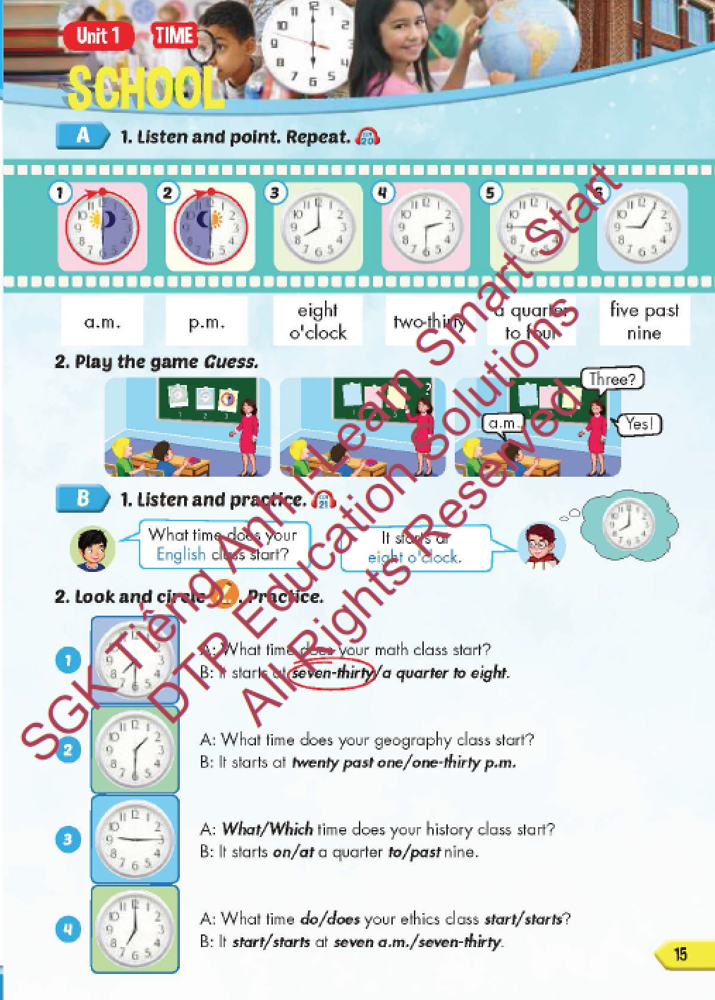 Unit 1 TIME
SCHOOL
A 1. Listen and point. Repeat. CD1 20
1 2 3 4 5 6
a.m.
p.m.
eight
o'clock
two-thirty
a quarter
to four
five past
nine
2. Play the game Guess.
?
Three?
a.m.
Yes!
B 1. Listen and practice. CD1 21
What time does your
English class start?
It starts at
eight o'clock.
2. Look and circle . Practice.
1
A: What time does your math class start?
B: It starts at seven-thirty/a quarter to eight.
2
A: What time does your geography class start?
B: It starts at twenty past one/one-thirty p.m.
3
A: What/Which time does your history class start?
B: It starts on/at a quarter to/past nine.
4
A: What time do/does your ethics class start/starts?
B: It start/starts at seven a.m./seven-thirty.
15
SGK Tiếng Anh i-Learn Smart Start
DTP Education Solutions
All Rights Reserved